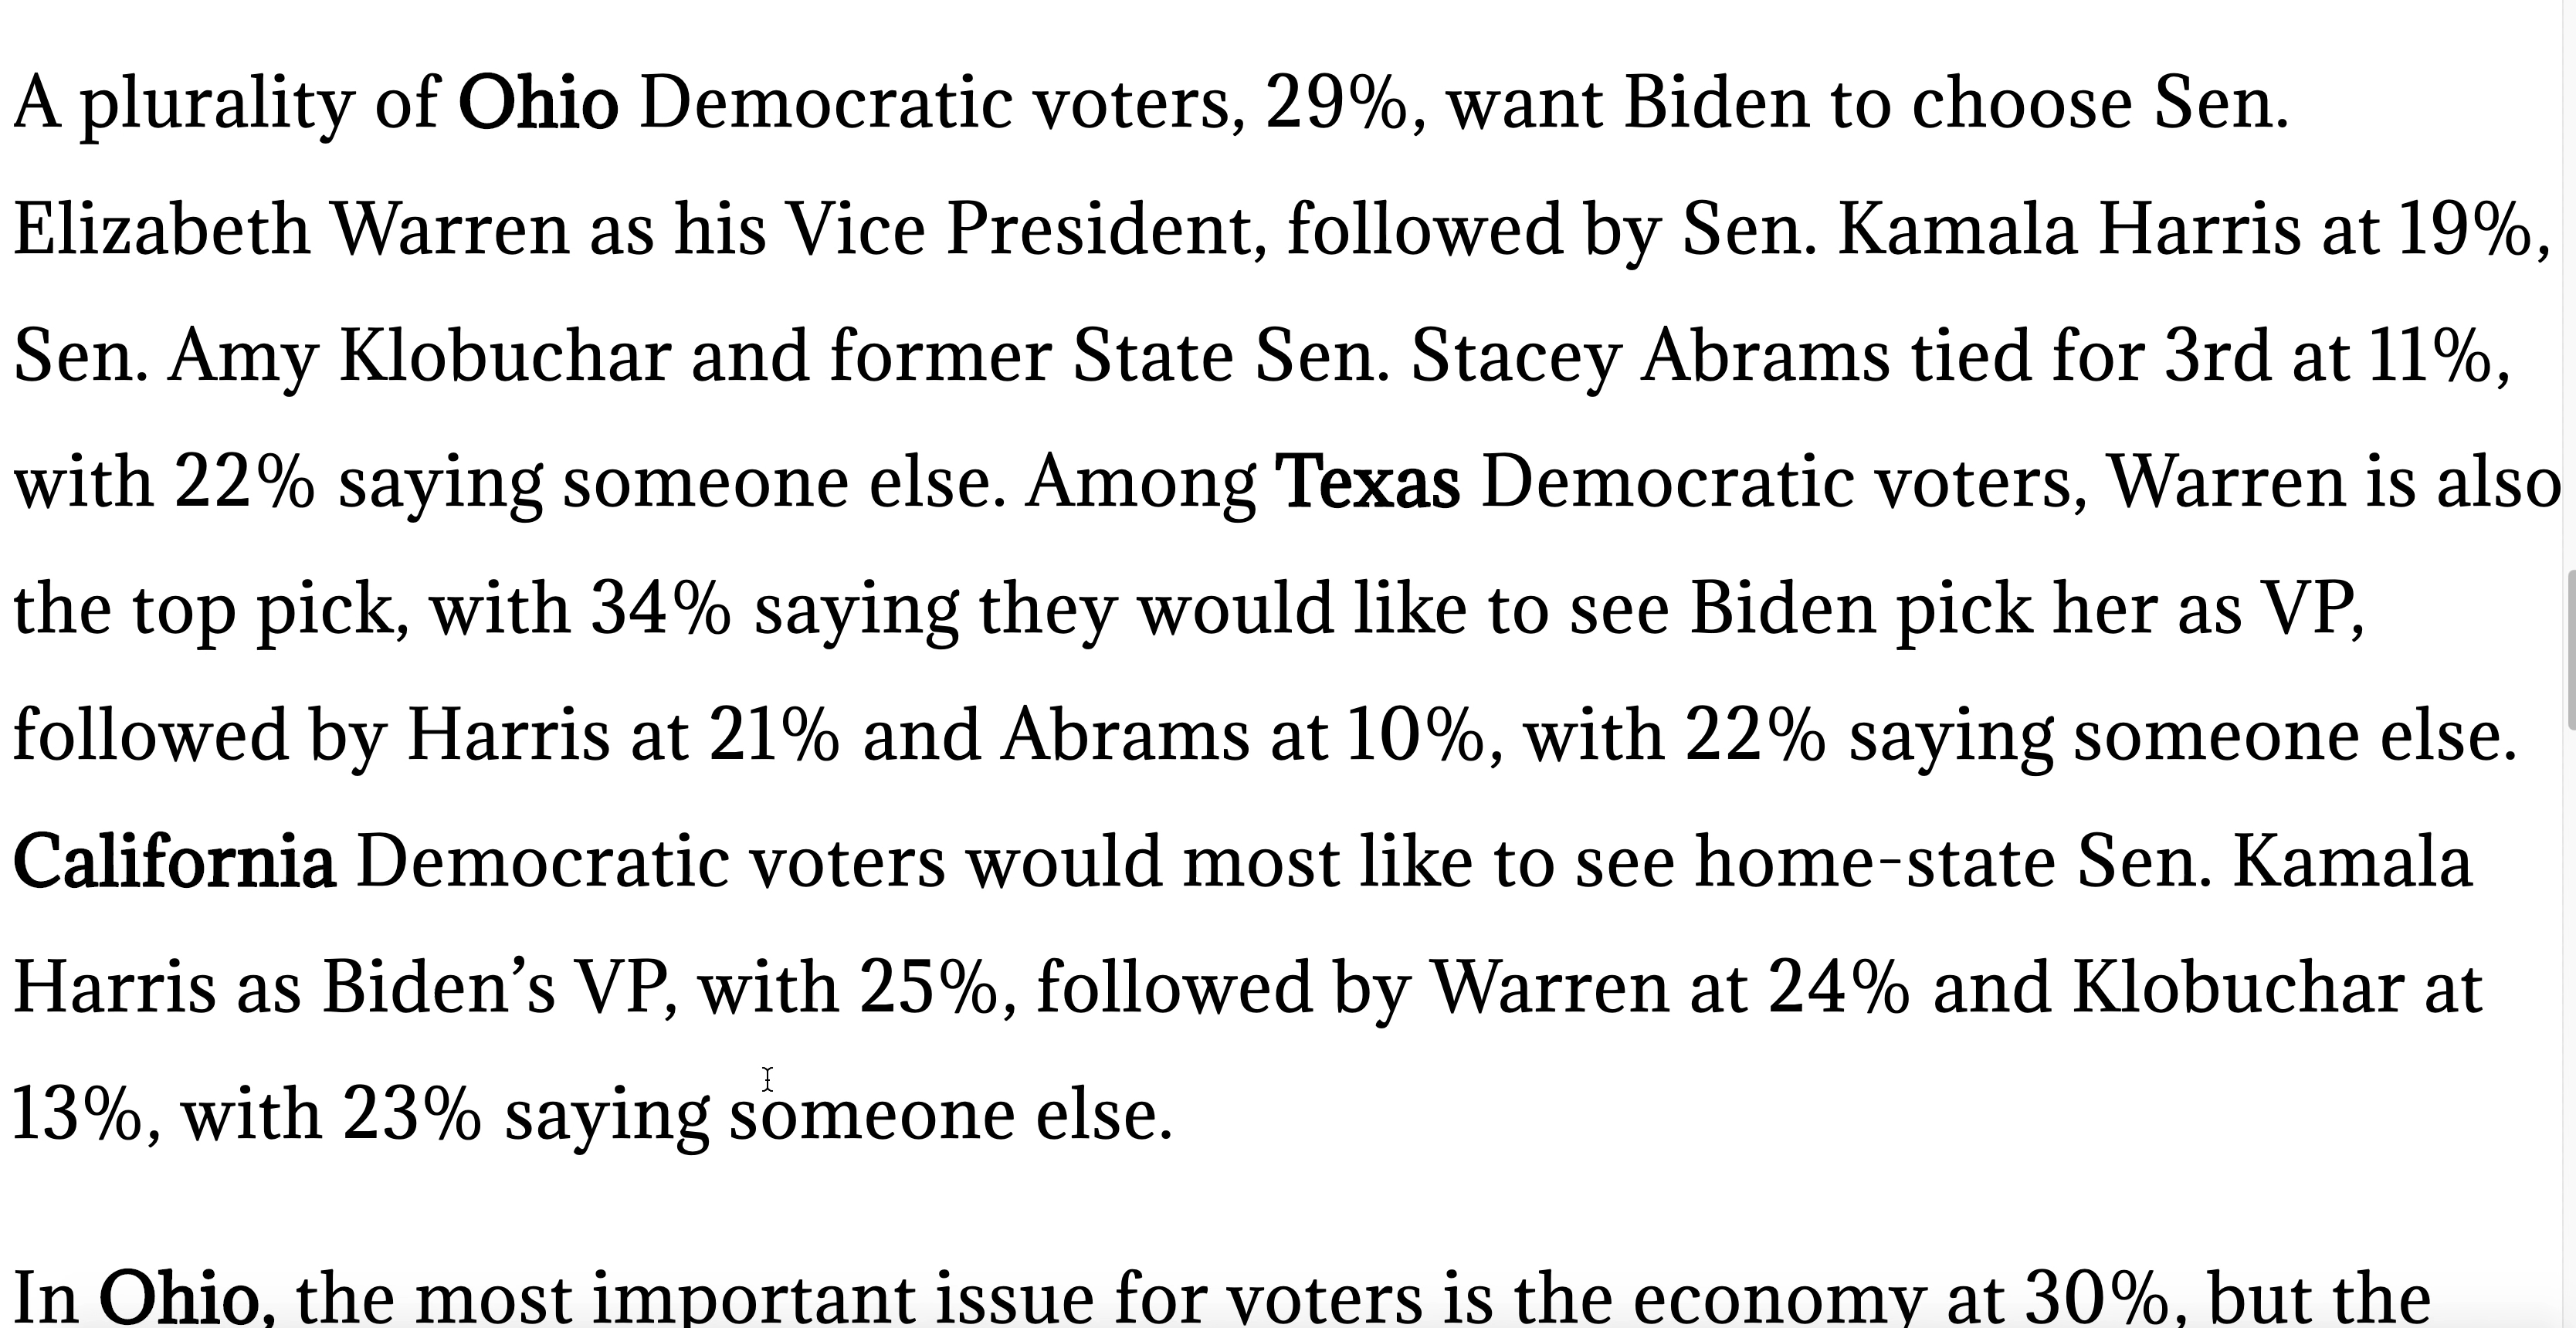 A plurality of Ohio Democratic voters, 29%, want Biden to choose Sen.
Elizabeth Warren as his Vice President, followed by Sen. Kamala Harris at 19%,
Sen. Amy Klobuchar and former State Sen. Stacey Abrams tied for 3rd at 11%,
with 22% saying someone else. Among Texas Democratic voters, Warren is also
the top pick, with 34% saying they would like to see Biden pick her as VP,
followed by Harris at 21% and Abrams at 10%, with 22% saying someone else.
California Democratic voters would most like to see home-state Sen. Kamala
Harris as Biden’s VP, with 25%, followed by Warren at 24% and Klobuchar at
13%, with 23% saying someone else.
In Ohio, the most important issue for voters is the economy at 30%, but the